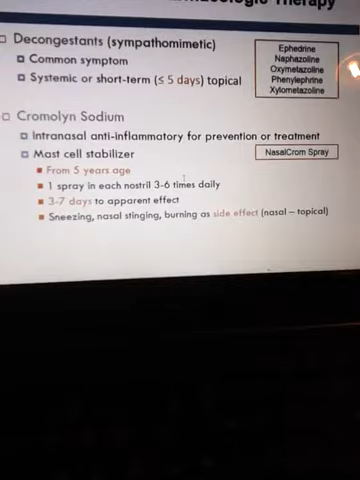 Therapy
Decongestants (sympathomimetic)
Common symptom
Systemic or short-term (≤ 5 days) topical
Ephedrine
Naphazoline
Oxymetazoline
Phenylephrine
Xylometazoline
Cromolyn Sodium
Intranasal anti-inflammatory for prevention or treatment
Mast cell stabilizer
NasalCrom Spray
From 5 years age
1 spray in each nostril 3-6 times daily
3-7 days to apparent effect
Sneezing, nasal stinging, burning as side effect (nasal – topical)